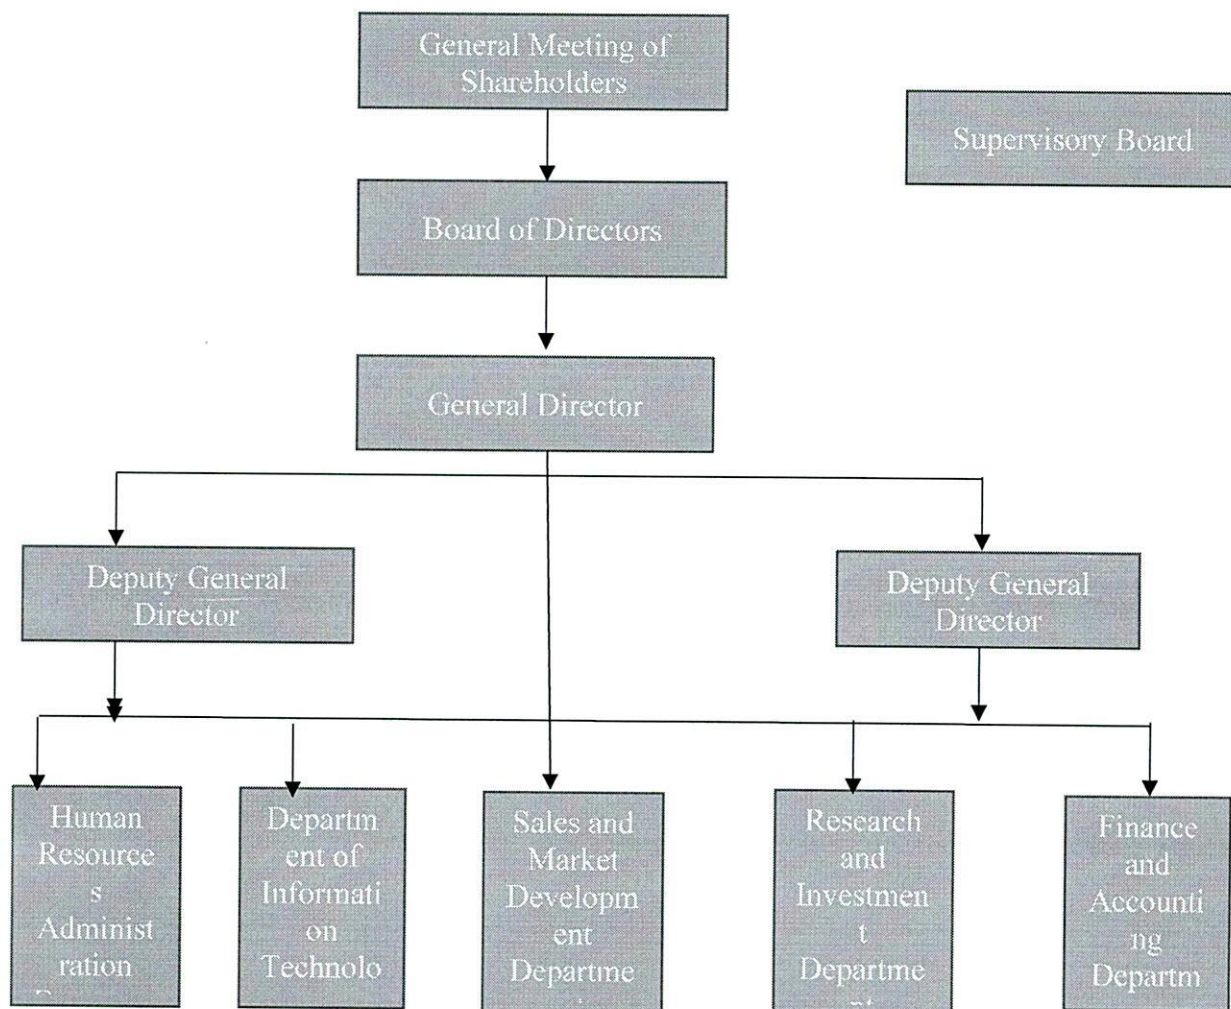 General Meeting of
Shareholders
Supervisory Board
Board of Directors
General Director
Deputy General
Director
Deputy General
Director
Human
Resource
s
Administ
ration
Departm
ent of
Informati
on
Technolo
Sales and
Market
Developm
ent
Departme
Research
and
Investmen
t
Departme
Finance
and
Accounti
ng
Departm